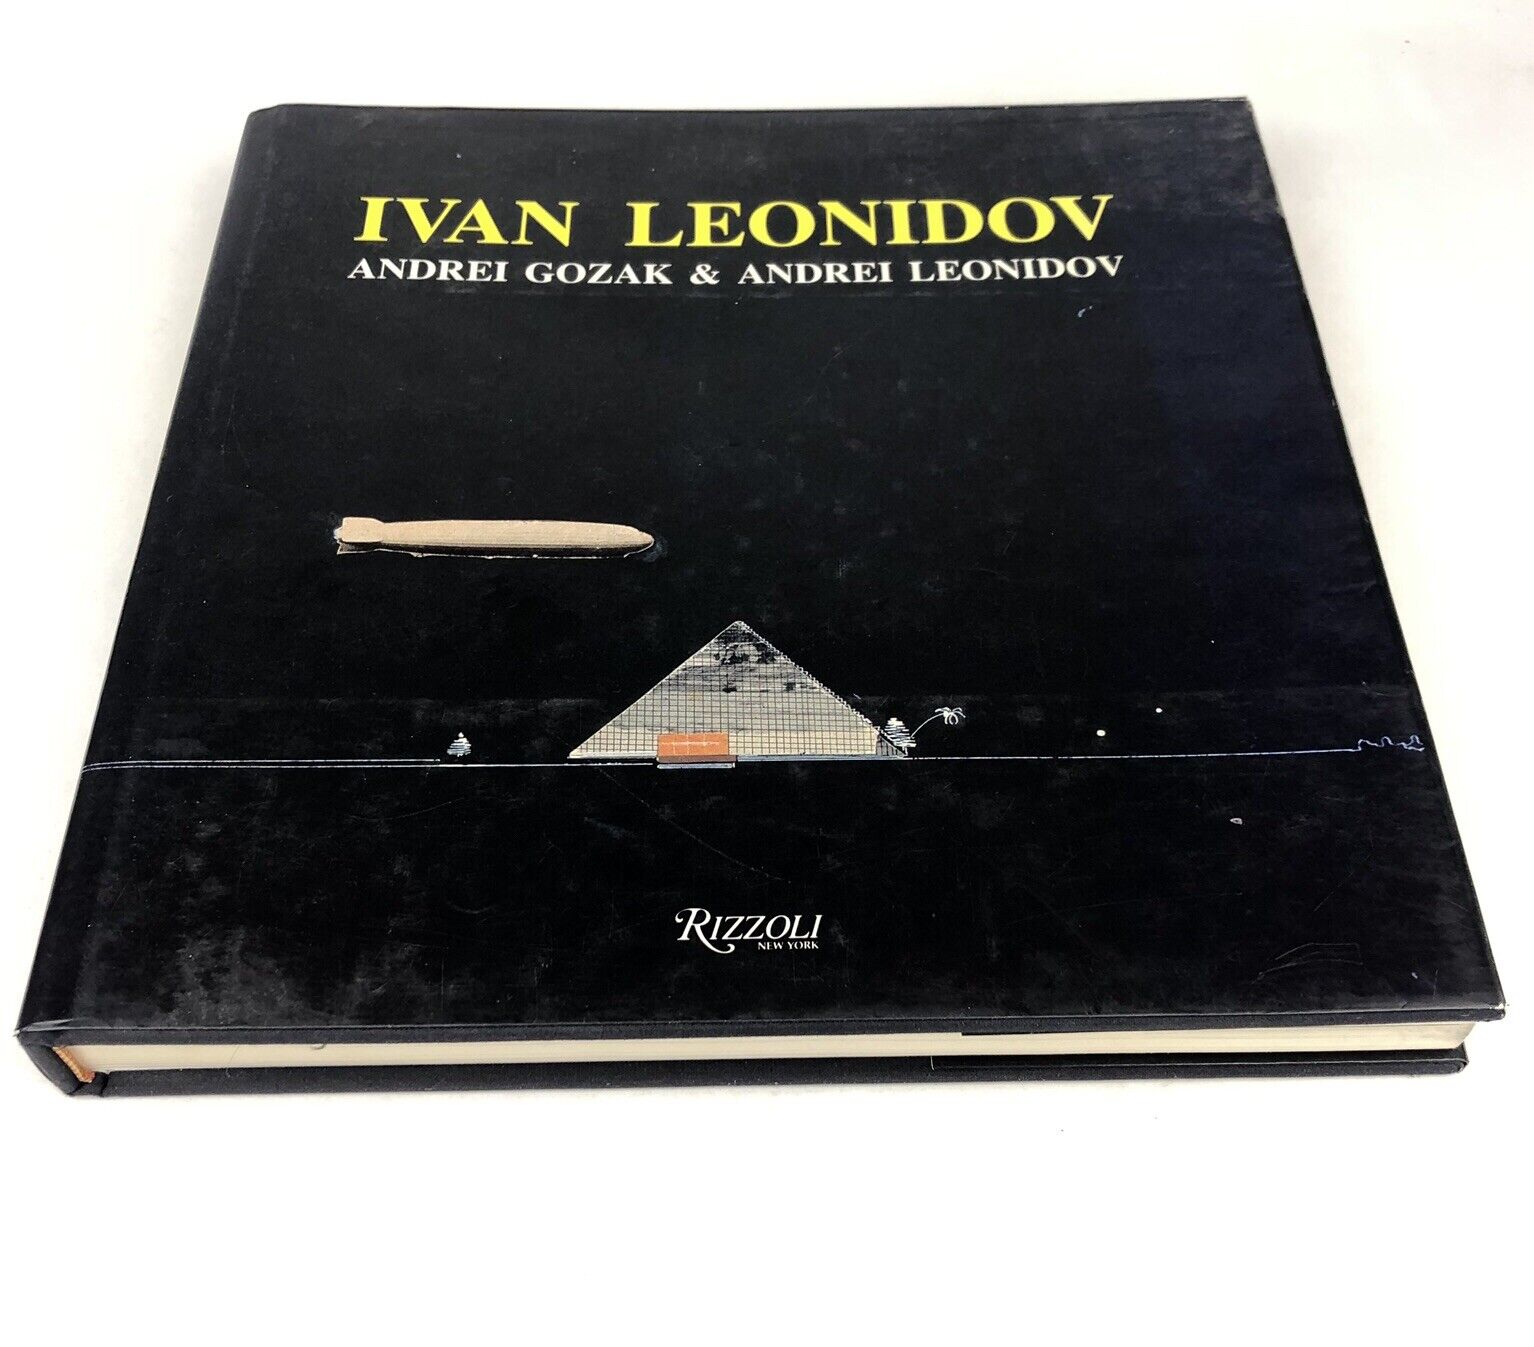 IVAN LEONIDOV
ANDREI GOZAK & ANDREI LEONIDOV
RIZZOLI
NEW YORK